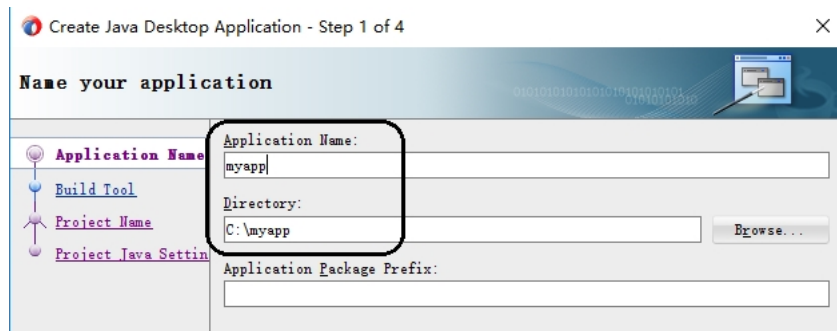 Create Java Desktop Application - Step 1 of 4
Name your application
Application Name
Build Tool
Project Name
Project Java Settin
Application Name:
myapp
Directory:
C:\myapp
Browse...
Application Package Prefix: